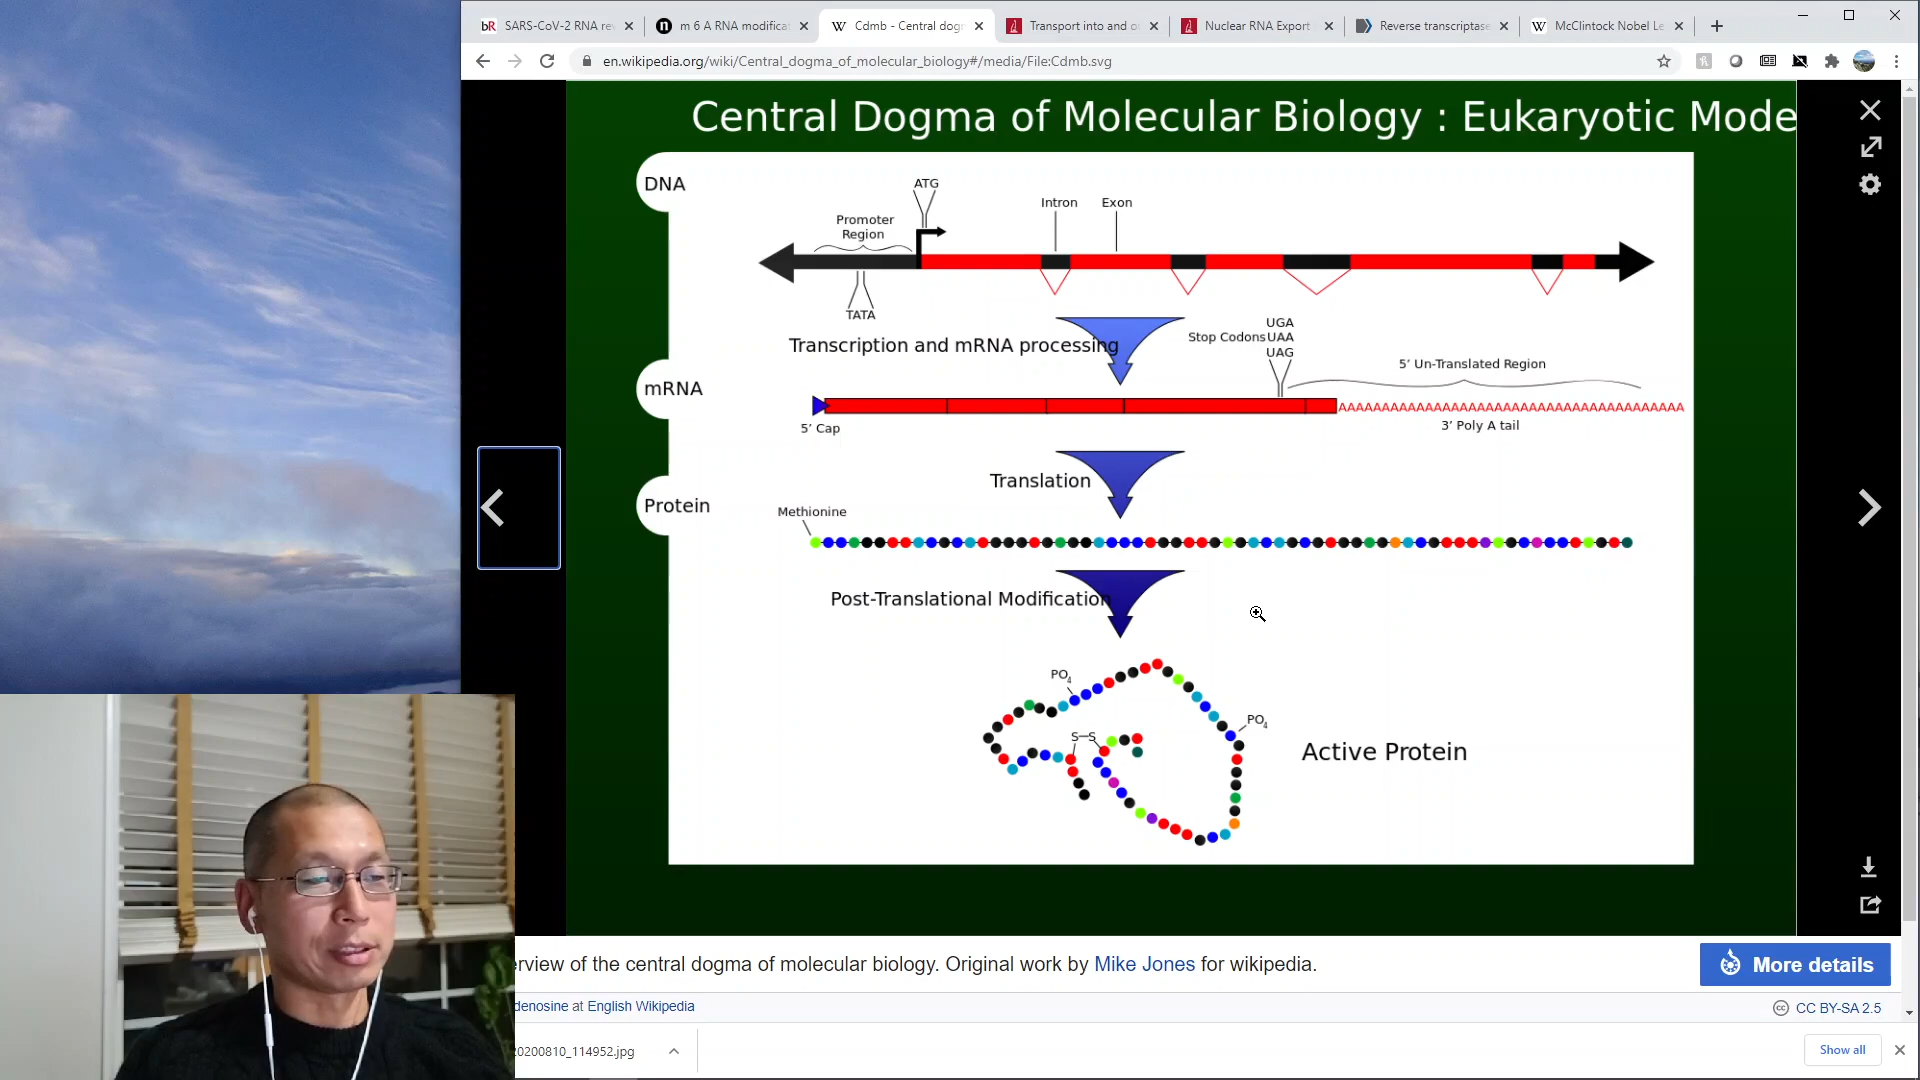 SARS-CoV-2 RNA re
m 6 A RNA modificat
Cdmb - Central dogm
Transport into and o
Nuclear RNA Export
Reverse transcriptase
McClintock Nobel Le
en.wikipedia.org/wiki/Central_dogma_of_molecular_biology#/media/File:Cdmb.svg
Central Dogma of Molecular Biology : Eukaryotic Mode
DNA
ATG
Promoter
Region
Intron
Exon
TATA
Transcription and mRNA processing
Stop Codons
UGA
UAA
UAG
5’ Un-Translated Region
mRNA
AAAAAAAAAAAAAAAAAAAAAAAAAAAAAAAAAAAAAA
5’ Cap
3’ Poly A tail
Translation
Protein
Methionine
Post-Translational Modification
PO4
PO4
S—S
Active Protein
rview of the central dogma of molecular biology. Original work by Mike Jones for wikipedia.
More details
denosine at English Wikipedia
CC BY-SA 2.5
20200810_114952.jpg
Show all